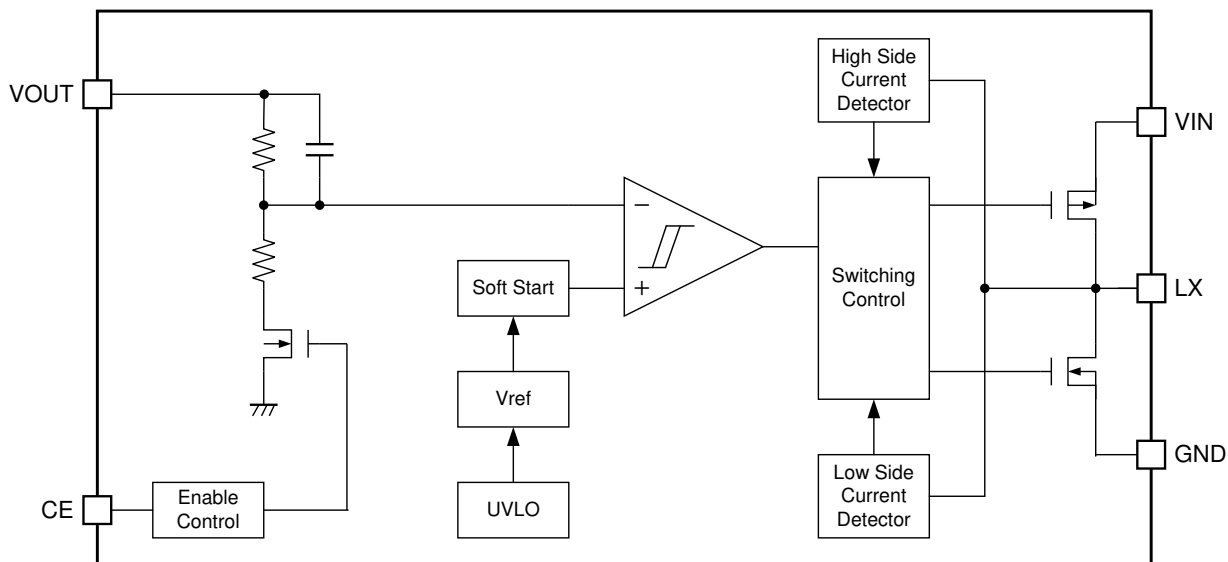 High Side
Current
Detector
VOUT
VIN
−
Switching
Control
Soft Start
+
LX
Vref
GND
Low Side
Current
Detector
Enable
Control
CE
UVLO